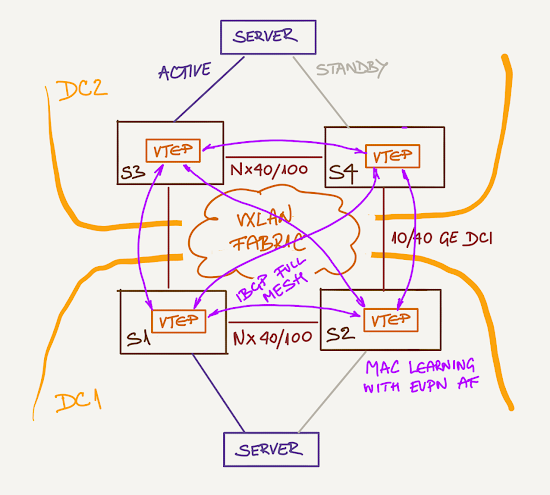 SERVER
ACTIVE
STANDBY
DC2
VTEP
S3
VTEP
S4
NX40/100
VXLAN
FABRIC
10/40 GE DCI
IBGP FULL
MESH
VTEP
S1
VTEP
S2
NX40/100
MAC LEARNING
WITH EVPN AF
DC1
SERVER